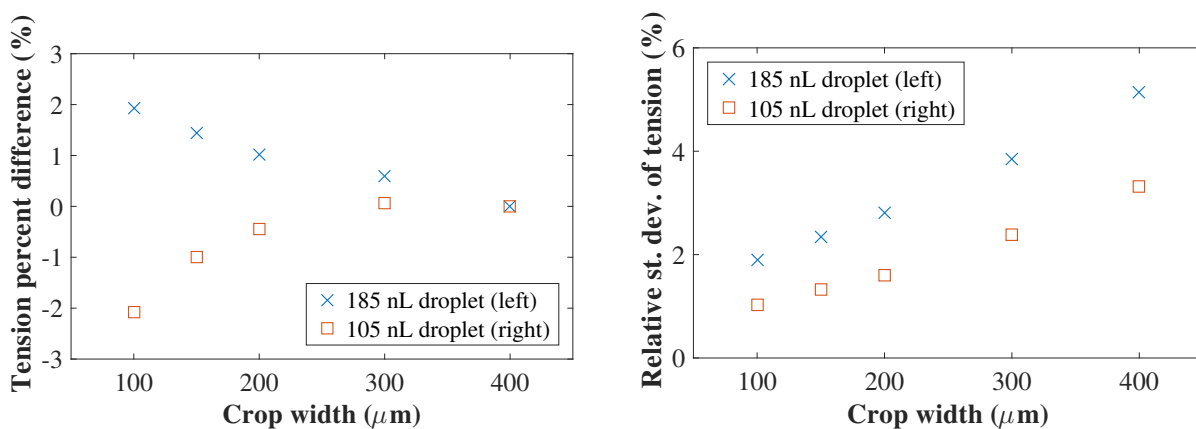 Tension percent difference (%)
3
2
1
0
-1
-2
-3
185 nL droplet (left)
105 nL droplet (right)
100
200
300
400
Crop width (μm)
Relative st. dev. of tension (%)
6
4
2
0
185 nL droplet (left)
105 nL droplet (right)
100
200
300
400
Crop width (μm)